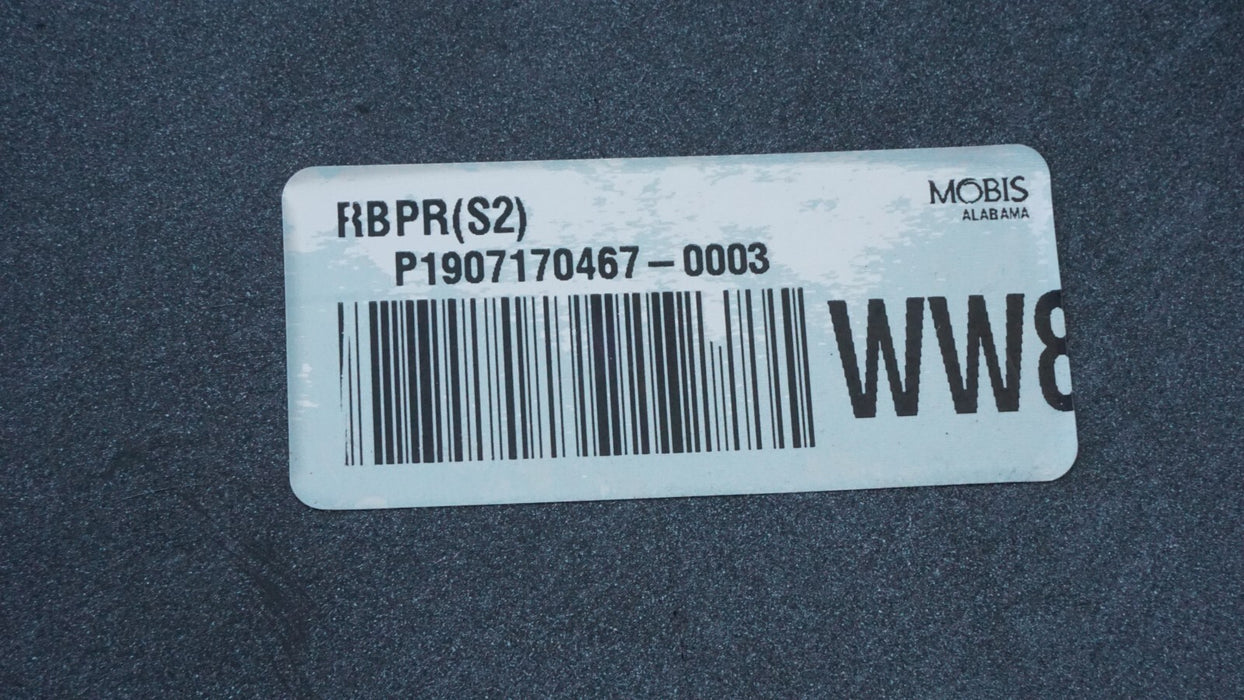 RBPR(S2)
MOBIS
ALABAMA
P1907170467-0003
WW8